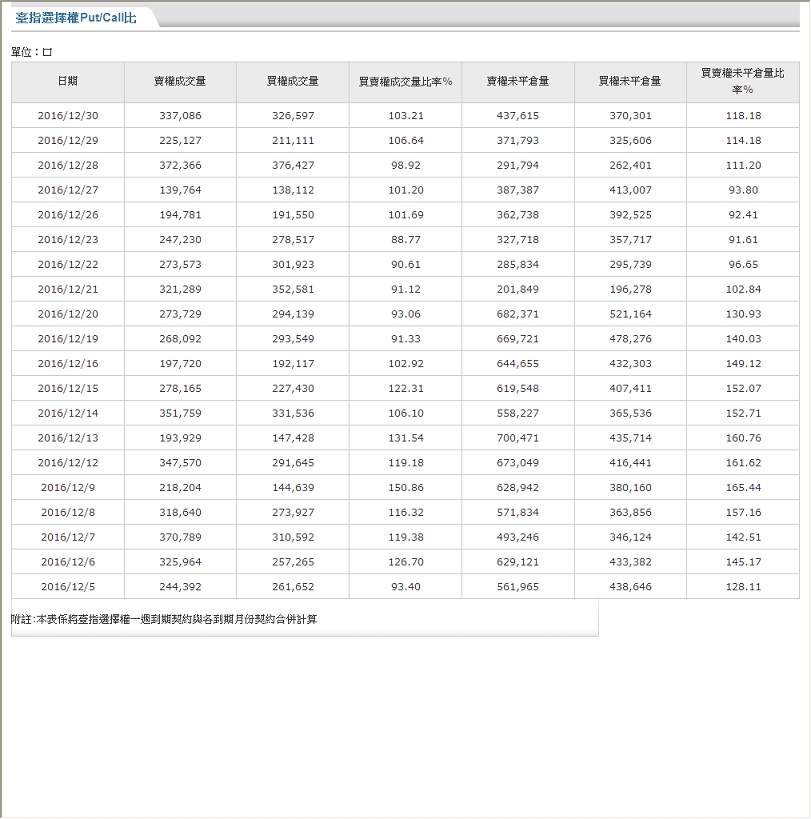 臺指選擇權Put/Call比
單位：口
日期 賣權成交量 買權成交量 買賣權成交量比率% 賣權未平倉量 買權未平倉量 買賣權未平倉量比
率%
2016/12/30 337,086 326,597 103.21 437,615 370,301 118.18
2016/12/29 225,127 211,111 106.64 371,793 325,606 114.18
2016/12/28 372,366 376,427 98.92 291,794 262,401 111.20
2016/12/27 139,764 138,112 101.20 387,387 413,007 93.80
2016/12/26 194,781 191,550 101.69 362,738 392,525 92.41
2016/12/23 247,230 278,517 88.77 327,718 357,717 91.61
2016/12/22 273,573 301,923 90.61 285,834 295,739 96.65
2016/12/21 321,289 352,581 91.12 201,849 196,278 102.84
2016/12/20 273,729 294,139 93.06 682,371 521,164 130.93
2016/12/19 268,092 293,549 91.33 669,721 478,276 140.03
2016/12/16 197,720 192,117 102.92 644,655 432,303 149.12
2016/12/15 278,165 227,430 122.31 619,548 407,411 152.07
2016/12/14 351,759 331,536 106.10 558,227 365,536 152.71
2016/12/13 193,929 147,428 131.54 700,471 435,714 160.76
2016/12/12 347,570 291,645 119.18 673,049 416,441 161.62
2016/12/9 218,204 144,639 150.86 628,942 380,160 165.44
2016/12/8 318,640 273,927 116.32 571,834 363,856 157.16
2016/12/7 370,789 310,592 119.38 493,246 346,124 142.51
2016/12/6 325,964 257,265 126.70 629,121 433,382 145.17
2016/12/5 244,392 261,652 93.40 561,965 438,646 128.11
附註:本表係將臺指選擇權一週到期契約與各到期月份契約合併計算